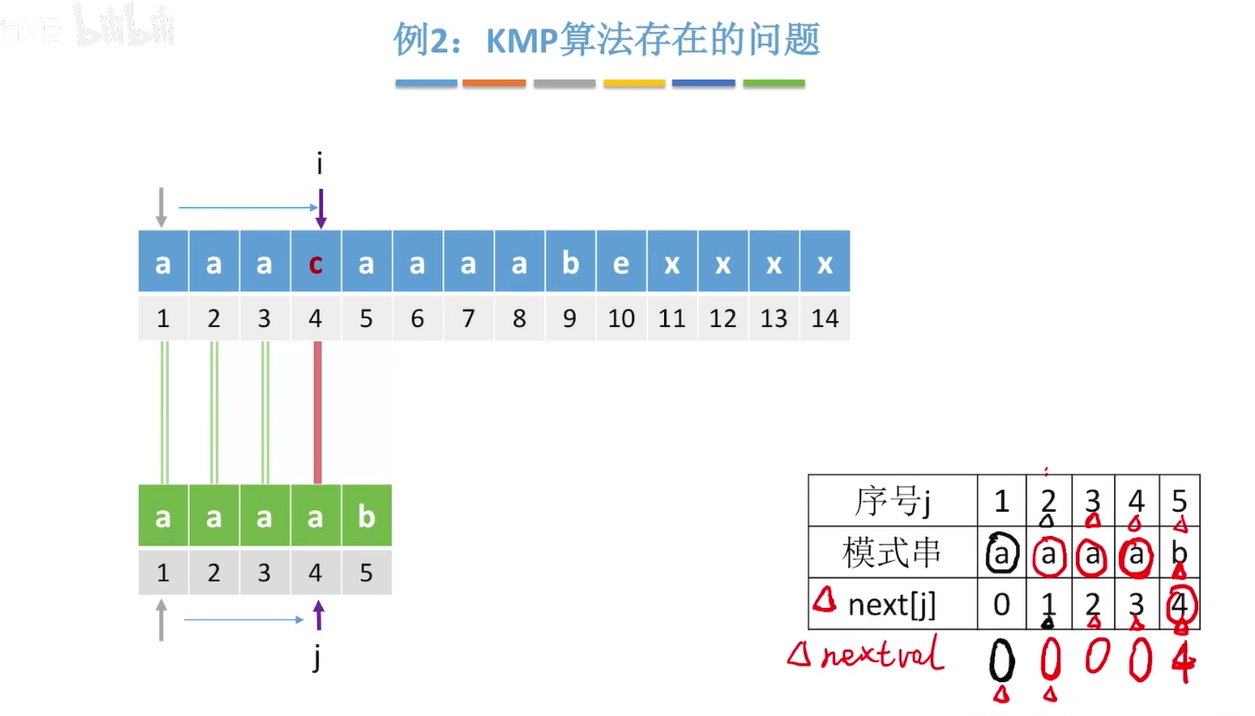 bilibili
例2：KMP算法存在的问题
i
a a a c a a a a b e x x x x
1 2 3 4 5 6 7 8 9 10 11 12 13 14
a a a a b
1 2 3 4 5
j
序号j 1 2 3 4 5
模式串 a a a a b
next[j] 0 1 2 3 4
nextval 0 0 0 0 4